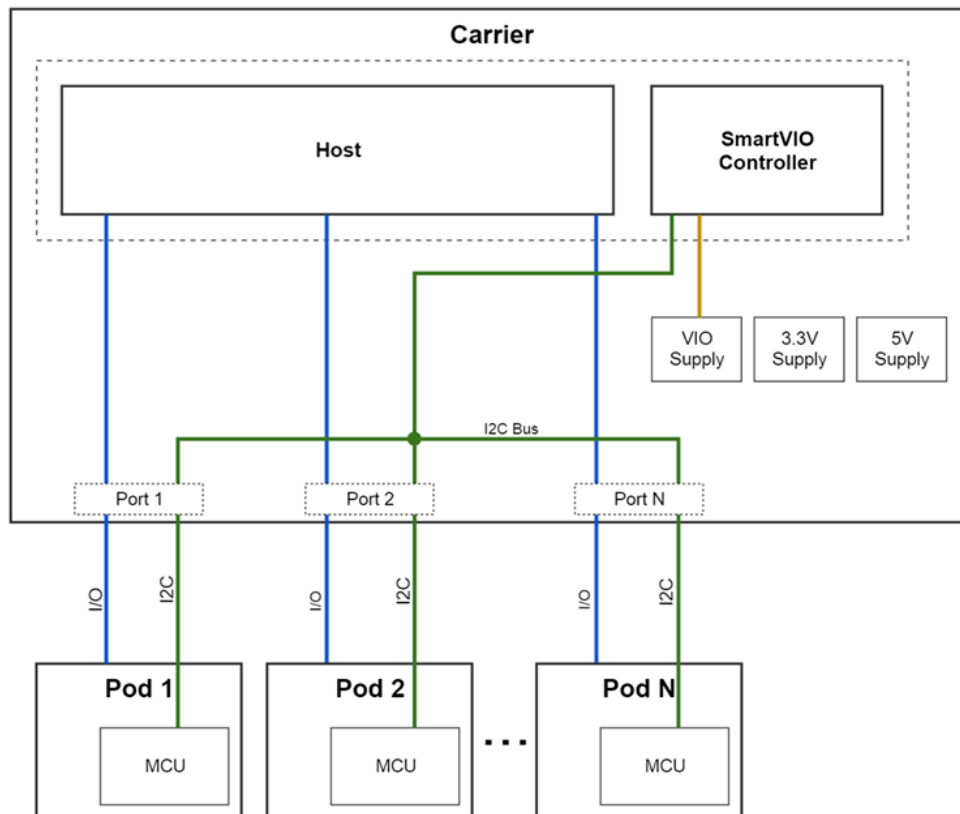 Carrier
Host
SmartVIO
Controller
VIO
Supply
3.3V
Supply
5V
Supply
I2C Bus
Port 1
Port 2
Port N
I/O
I2C
I/O
I2C
I/O
I2C
Pod 1
Pod 2
Pod N
MCU
MCU
...
MCU